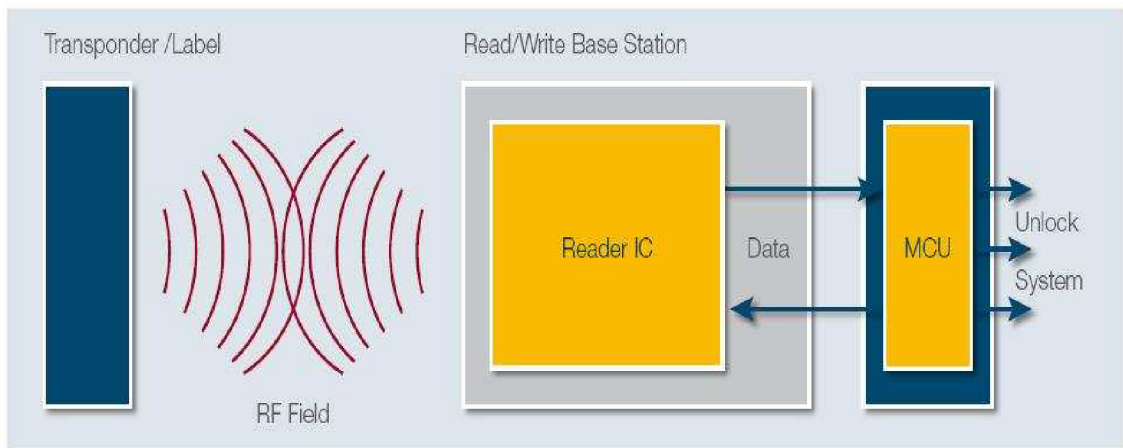 Transponder /Label
Read/Write Base Station
RF Field
Reader IC
Data
MCU
Unlock
System